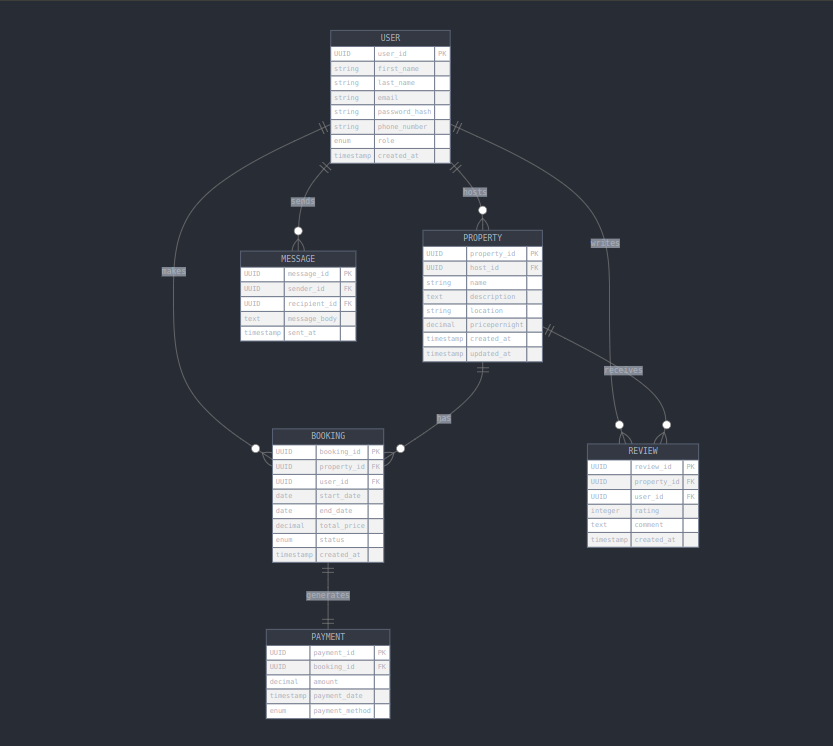 USER
UUID user_id PK
string first_name
string last_name
string email
string password_hash
string phone_number
enum role
timestamp created_at
sends
hosts
writes
makes
MESSAGE
UUID message_id PK
UUID sender_id FK
UUID recipient_id FK
text message_body
timestamp sent_at
PROPERTY
UUID property_id PK
UUID host_id FK
string name
text description
string location
decimal pricepernight
timestamp created_at
timestamp updated_at
receives
has
BOOKING
UUID booking_id PK
UUID property_id FK
UUID user_id FK
date start_date
date end_date
decimal total_price
enum status
timestamp created_at
REVIEW
UUID review_id PK
UUID property_id FK
UUID user_id FK
integer rating
text comment
timestamp created_at
generates
PAYMENT
UUID payment_id PK
UUID booking_id FK
decimal amount
timestamp payment_date
enum payment_method